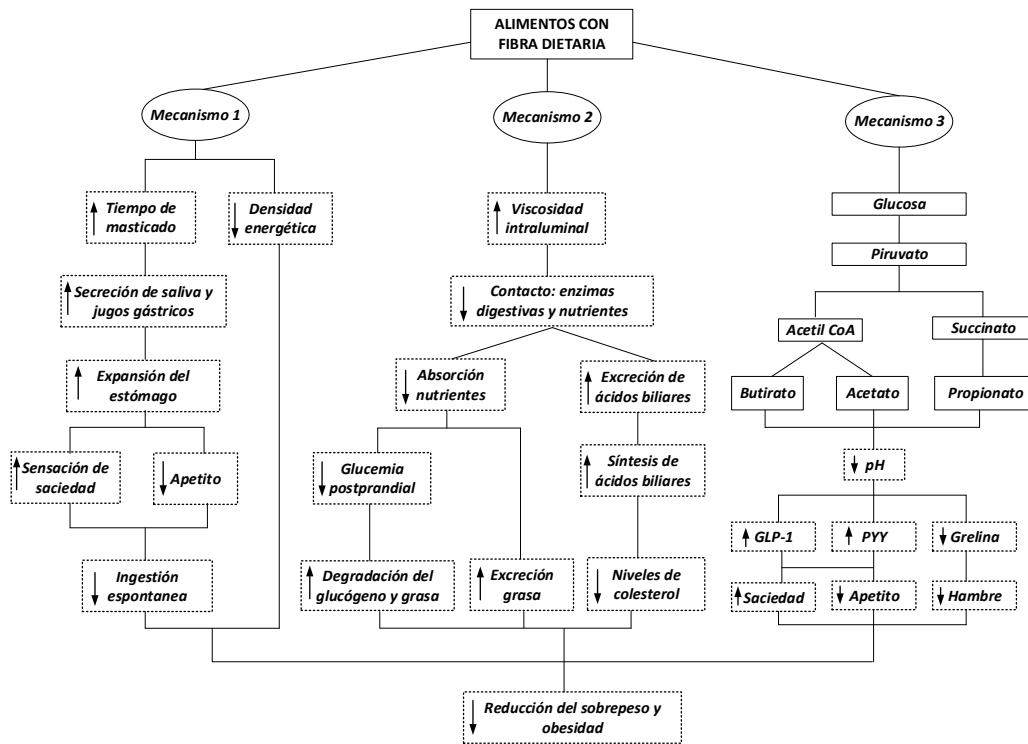 ALIMENTOS CON
FIBRA DIETARIA
Mecanismo 1
Mecanismo 2
Mecanismo 3
Tiempo de
masticado
Densidad
energética
Secreción de saliva y
jugos gástricos
Expansión del
estómago
Sensación de
saciedad
Apetito
Ingestión
espontanea
Viscosidad
intraluminal
Contacto: enzimas
digestivas y nutrientes
Absorción
nutrientes
Excreción de
ácidos biliares
Glucemia
postprandial
Síntesis de
ácidos biliares
Degradación del
glucógeno y grasa
Excreción
grasa
Niveles de
colesterol
Glucosa
Piruvato
Acetil CoA
Succinato
Butirato
Acetato
Propionato
pH
GLP-1
PYY
Grelina
Saciedad
Apetito
Hambre
Reducción del sobrepeso y
obesidad